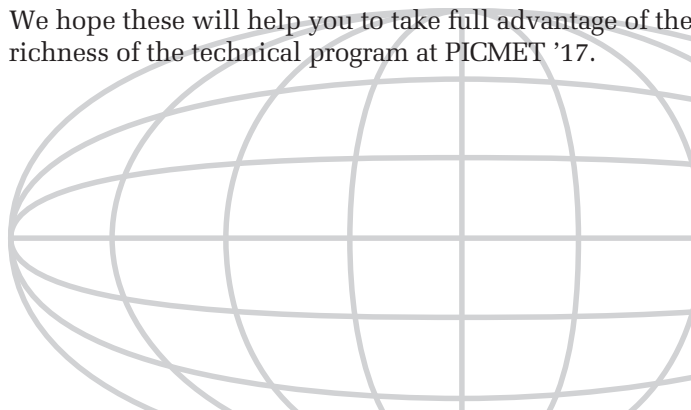 We hope these will help you to take full advantage of the
richness of the technical program at PICMET ’17.